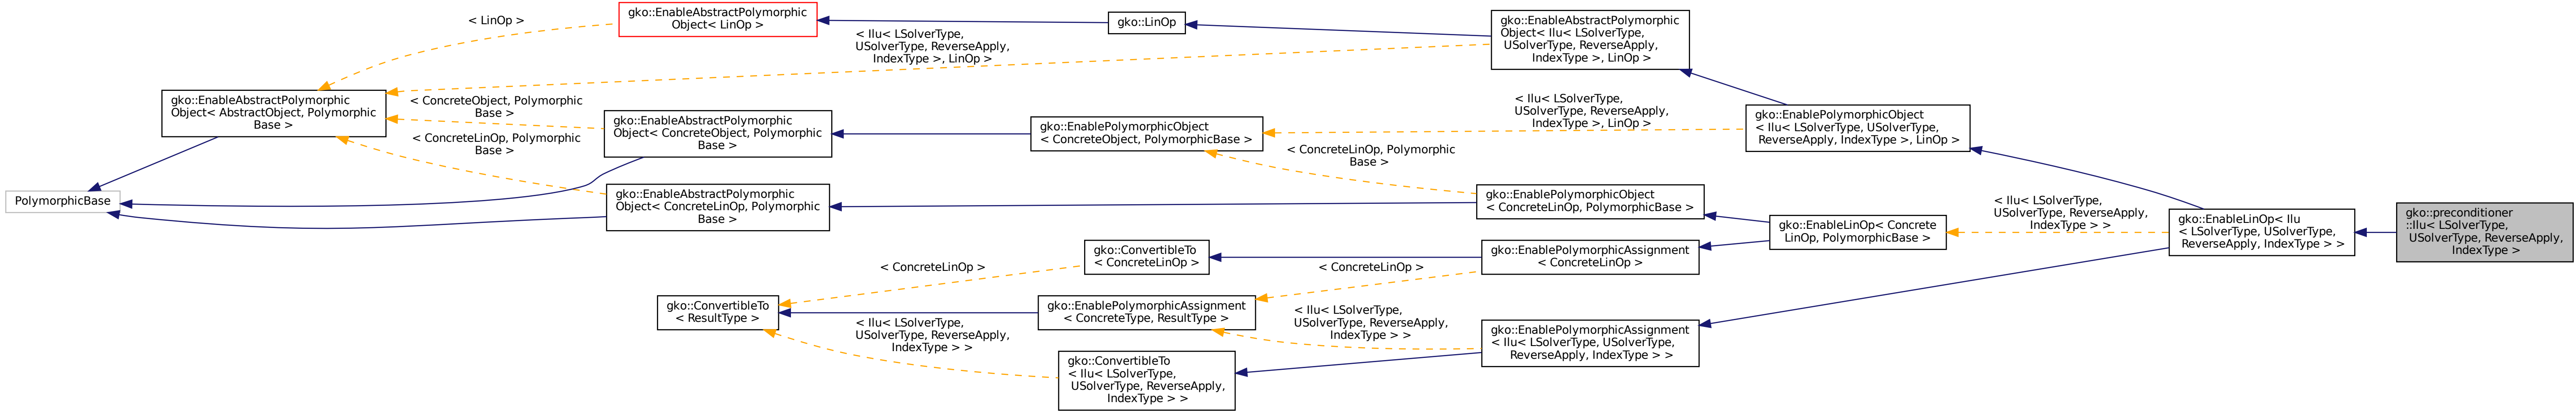 gko::EnableAbstractPolymorphic
Object< LinOp >
< LinOp >
gko::LinOp
gko::EnableAbstractPolymorphic
Object< Ilu< LSolverType,
USolverType, ReverseApply,
IndexType >, LinOp >
< Ilu< LSolverType,
USolverType, ReverseApply,
IndexType >, LinOp >
gko::EnableAbstractPolymorphic
Object< AbstractObject, Polymorphic
Base >
< ConcreteObject, Polymorphic
Base >
< ConcreteLinOp, Polymorphic
Base >
gko::EnableAbstractPolymorphic
Object< ConcreteObject, Polymorphic
Base >
gko::EnablePolymorphicObject
< ConcreteObject, PolymorphicBase >
< Ilu< LSolverType,
USolverType, ReverseApply,
IndexType >, LinOp >
gko::EnablePolymorphicObject
< Ilu< LSolverType, USolverType,
ReverseApply, IndexType >, LinOp >
< ConcreteLinOp, Polymorphic
Base >
PolymorphicBase
gko::EnableAbstractPolymorphic
Object< ConcreteLinOp, Polymorphic
Base >
gko::EnablePolymorphicObject
< ConcreteLinOp, PolymorphicBase >
gko::EnableLinOp< Concrete
LinOp, PolymorphicBase >
< Ilu< LSolverType,
USolverType, ReverseApply,
IndexType > >
gko::EnableLinOp< Ilu
< LSolverType, USolverType,
ReverseApply, IndexType > >
gko::preconditioner
::Ilu< LSolverType,
USolverType, ReverseApply,
IndexType >
gko::ConvertibleTo
< ConcreteLinOp >
gko::EnablePolymorphicAssignment
< ConcreteLinOp >
< ConcreteLinOp >
< ConcreteLinOp >
gko::ConvertibleTo
< ResultType >
gko::EnablePolymorphicAssignment
< ConcreteType, ResultType >
< Ilu< LSolverType,
USolverType, ReverseApply,
IndexType > >
< Ilu< LSolverType,
USolverType, ReverseApply,
IndexType > >
gko::EnablePolymorphicAssignment
< Ilu< LSolverType, USolverType,
ReverseApply, IndexType > >
gko::ConvertibleTo
< Ilu< LSolverType,
USolverType, ReverseApply,
IndexType > >